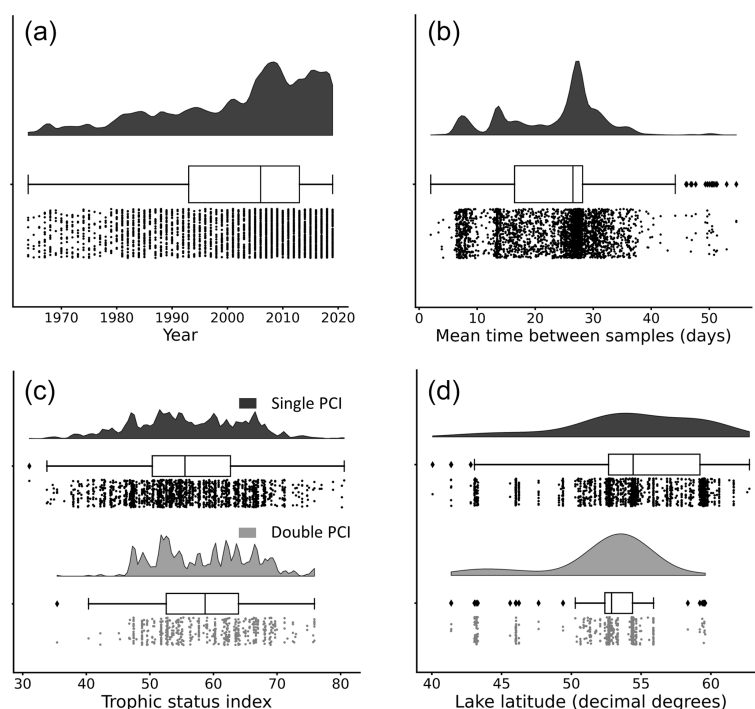 (a)
(b)
1970 1980 1990 2000 2010 2020
Year
0 10 20 30 40 50
Mean time between samples (days)
(c)
Single PCI
Double PCI
(d)
30 40 50 60 70 80
Trophic status index
40 45 50 55 60
Lake latitude (decimal degrees)